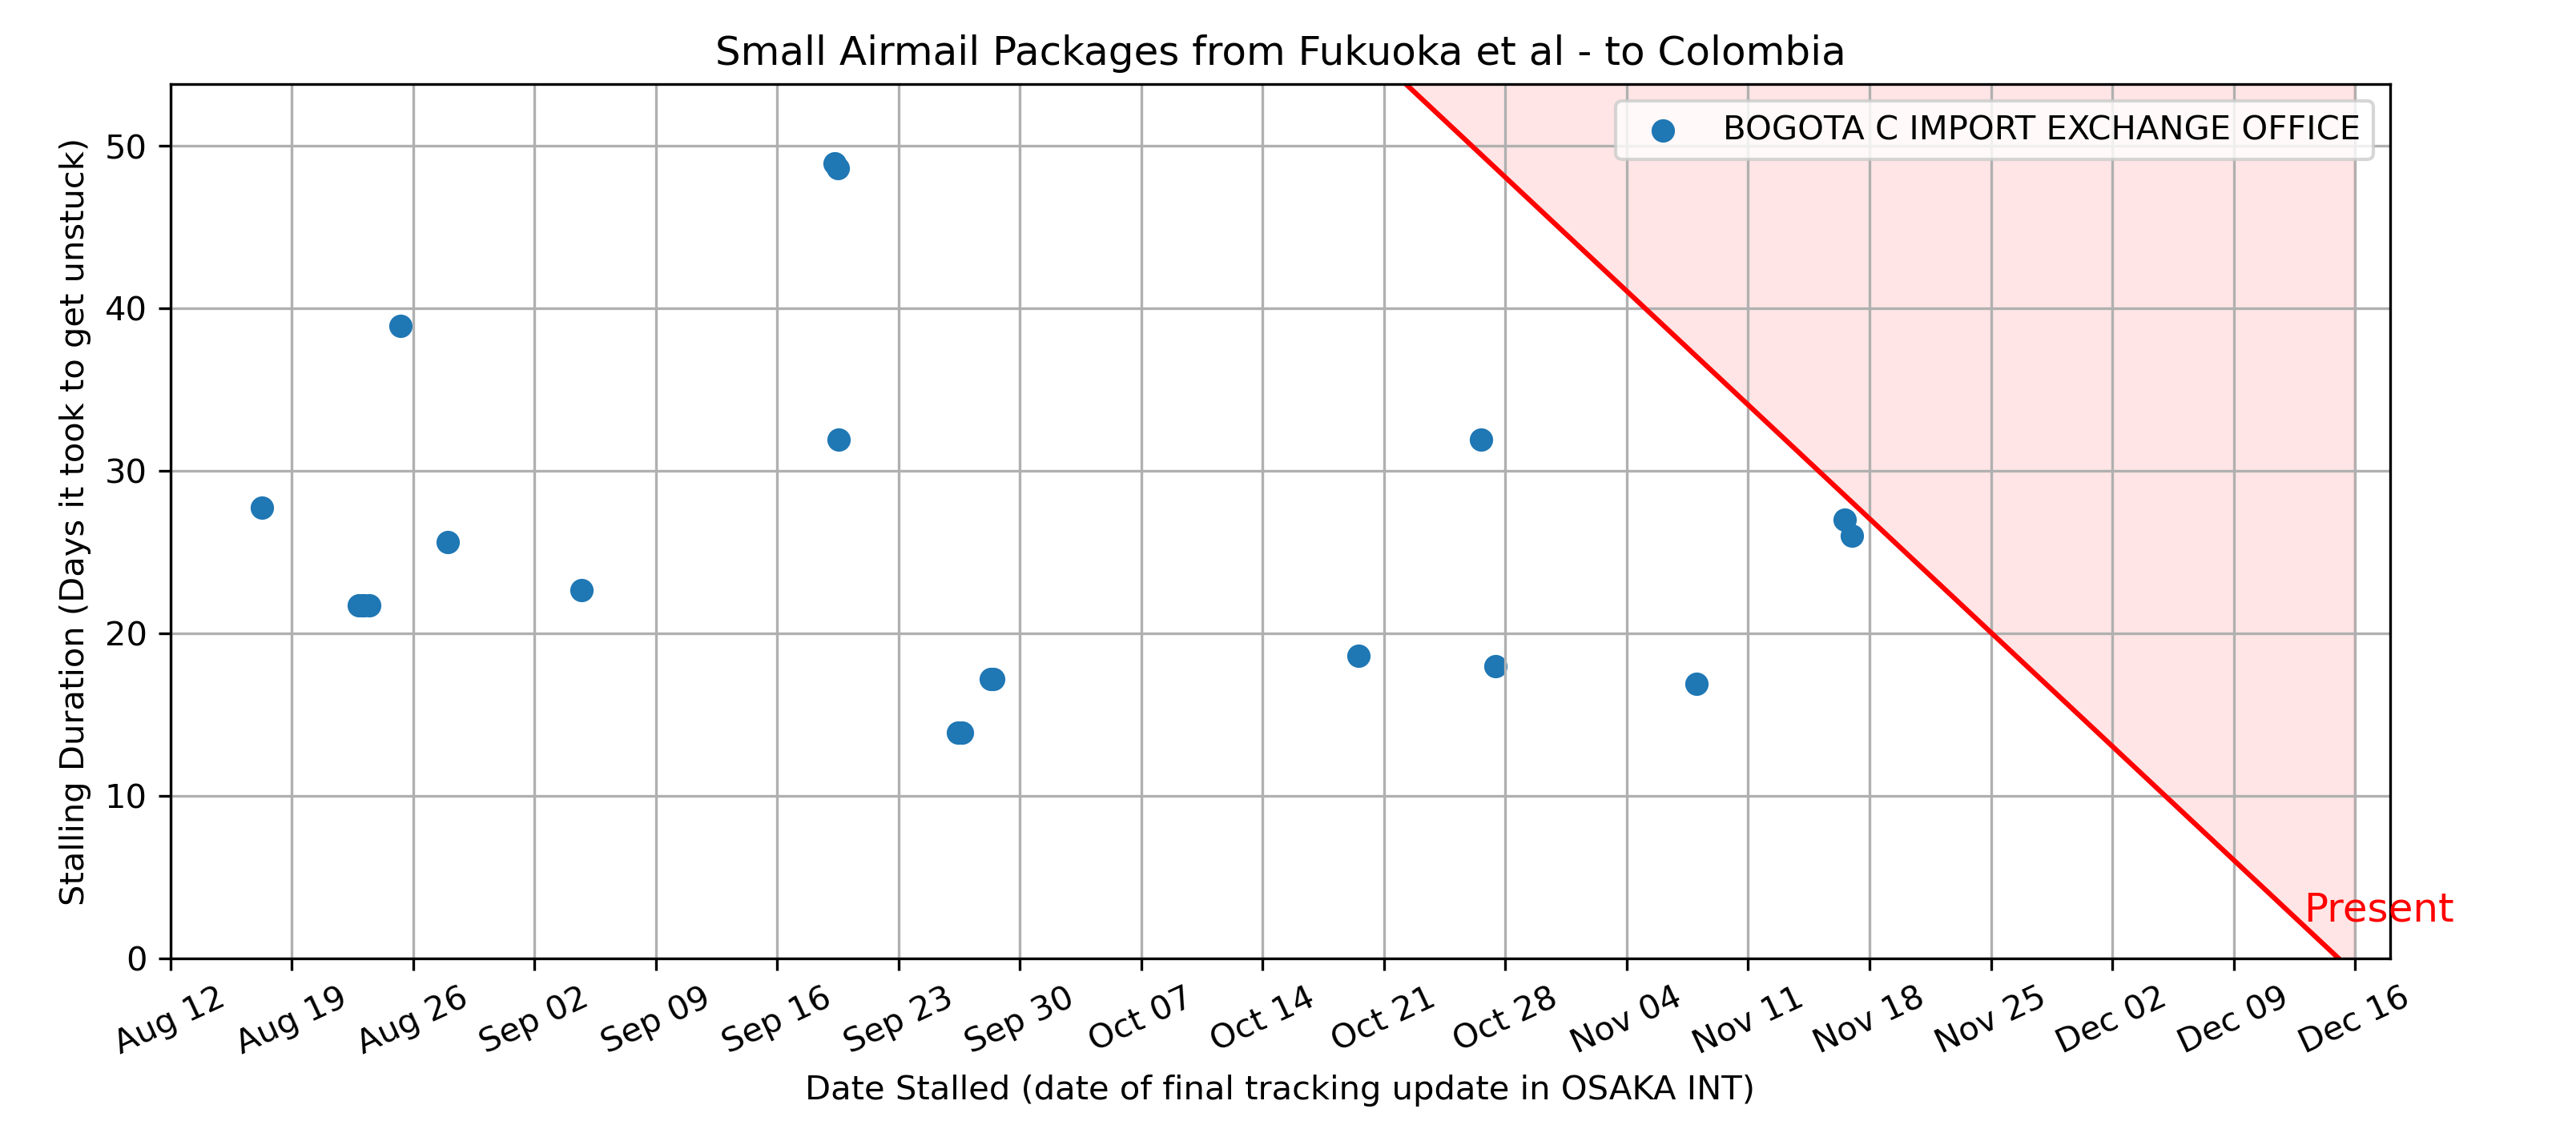 Small Airmail Packages from Fukuoka et al - to Colombia
BOGOTA C IMPORT EXCHANGE OFFICE
Stalling Duration (Days it took to get unstuck)
50
40
30
20
10
0
Present
Aug 12
Aug 19
Aug 26
Sep 02
Sep 09
Sep 16
Sep 23
Sep 30
Oct 07
Oct 14
Oct 21
Oct 28
Nov 04
Nov 11
Nov 18
Nov 25
Dec 02
Dec 09
Dec 16
Date Stalled (date of final tracking update in OSAKA INT)